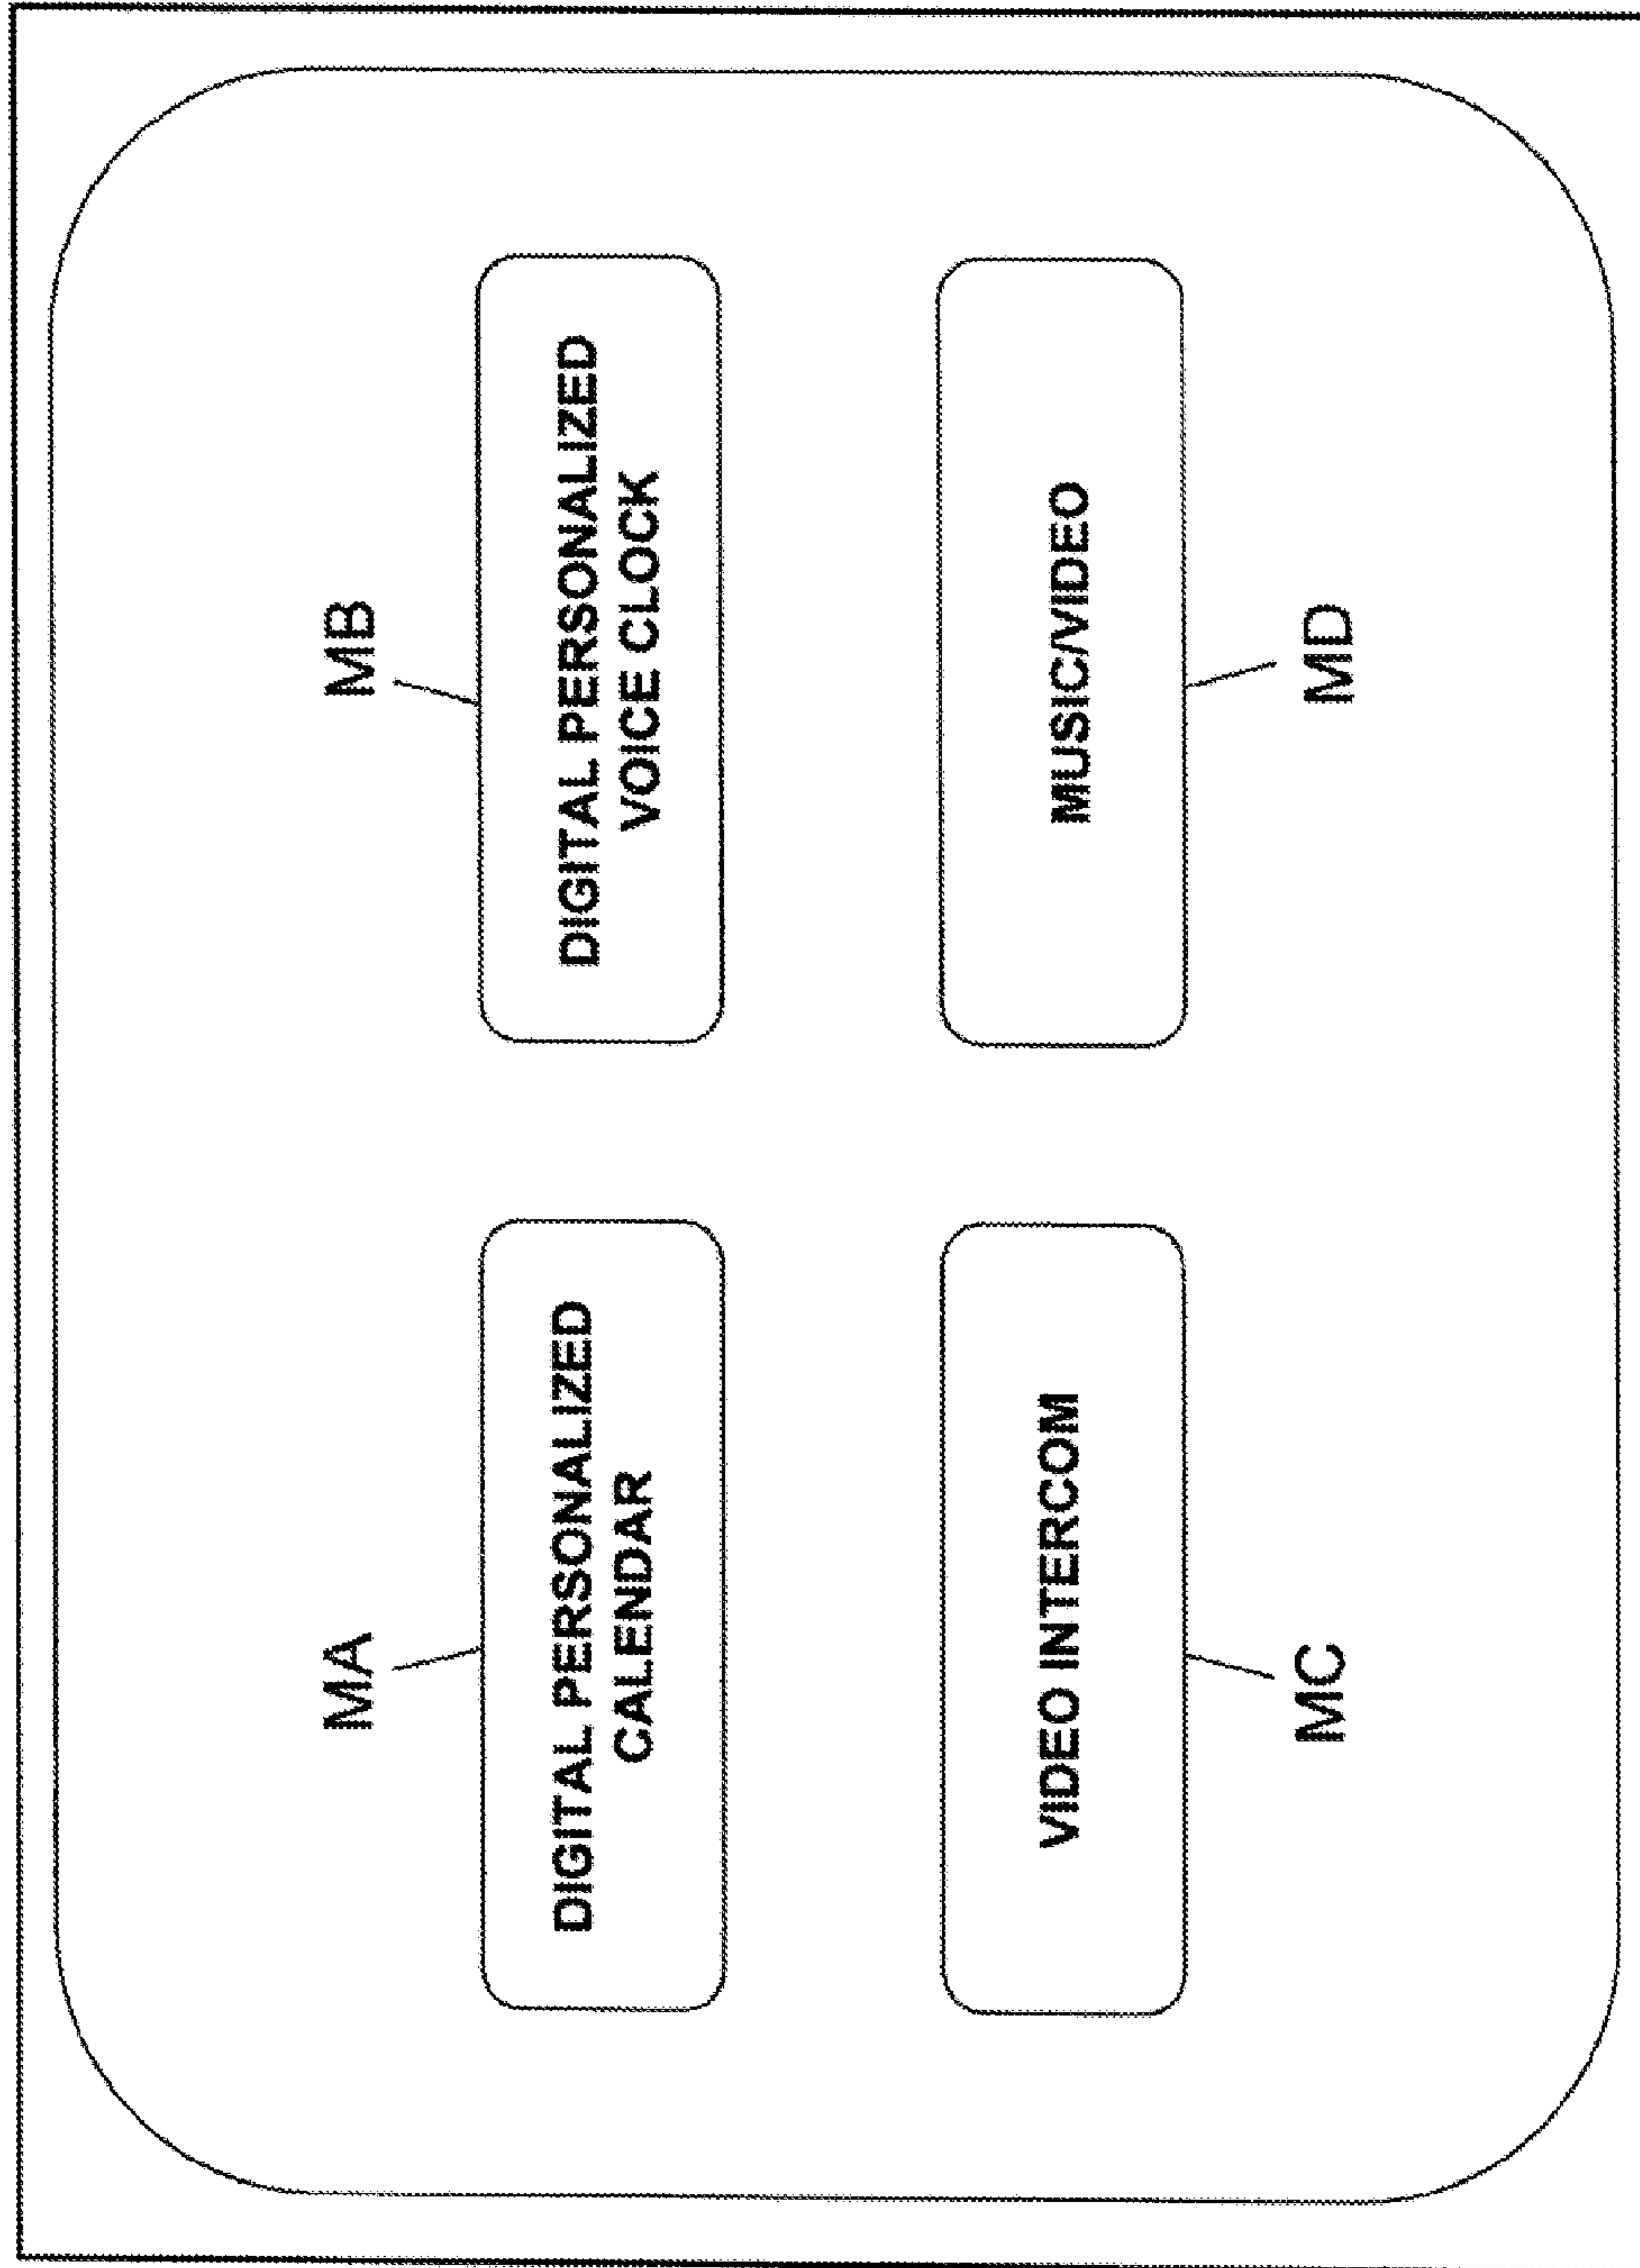 MA
DIGITAL PERSONALIZED
CALENDAR
MB
DIGITAL PERSONALIZED
VOICE CLOCK
VIDEO INTERCOM
MC
MUSIC/VIDEO
MD